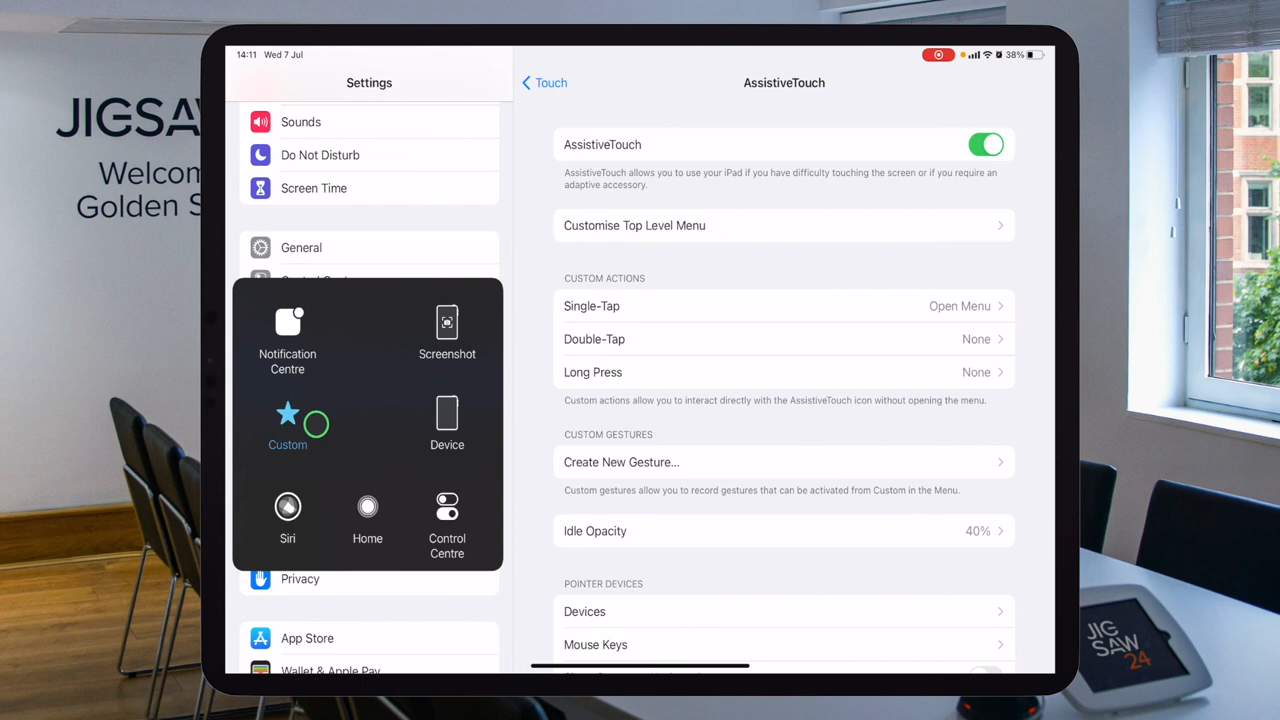 JIGSA
Welcom
Golden S
14:11 Wed 7 Jul
38%
Settings
Sounds
Do Not Disturb
Screen Time
General
Notification
Centre
Screenshot
Custom
Device
Siri
Home
Control
Centre
Privacy
App Store
Wallet & Apple Pay
Touch
AssistiveTouch
AssistiveTouch
AssistiveTouch allows you to use your iPad if you have difficulty touching the screen or if you require an
adaptive accessory.
Customise Top Level Menu
CUSTOM ACTIONS
Single-Tap Open Menu
Double-Tap None
Long Press None
Custom actions allow you to interact directly with the AssistiveTouch icon without opening the menu.
CUSTOM GESTURES
Create New Gesture...
Custom gestures allow you to record gestures that can be activated from Custom in the Menu.
Idle Opacity 40%
POINTER DEVICES
Devices
Mouse Keys
JIG
SAW
24